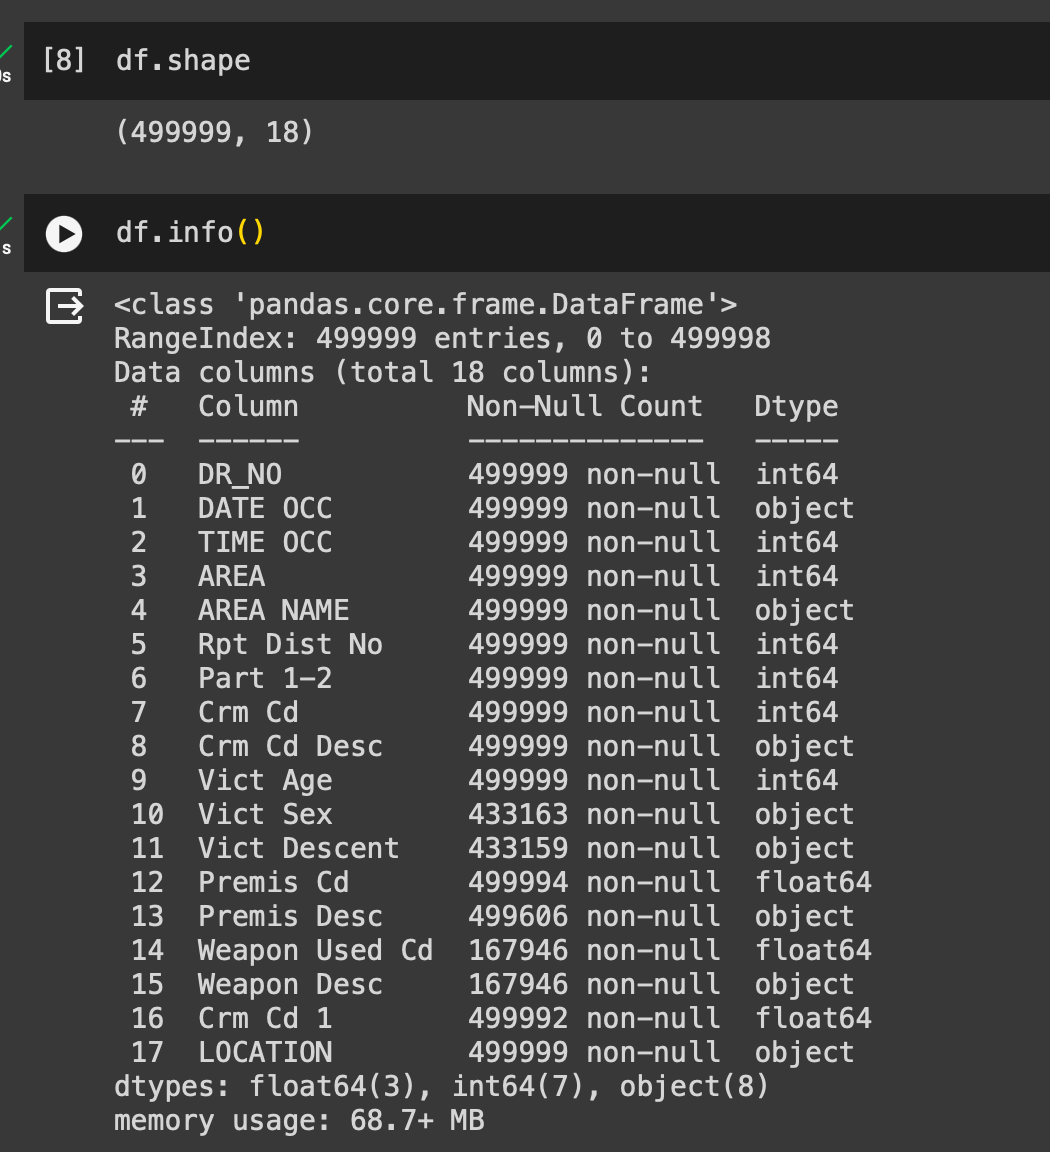 [8] df.shape
0s
(499999, 18)
df.info()
s
<class 'pandas.core.frame.DataFrame'>
RangeIndex: 499999 entries, 0 to 499998
Data columns (total 18 columns):
 #   Column          Non-Null Count   Dtype
---  ------          --------------   -----
 0   DR_NO           499999 non-null  int64
 1   DATE OCC        499999 non-null  object
 2   TIME OCC        499999 non-null  int64
 3   AREA            499999 non-null  int64
 4   AREA NAME       499999 non-null  object
 5   Rpt Dist No     499999 non-null  int64
 6   Part 1-2        499999 non-null  int64
 7   Crm Cd          499999 non-null  int64
 8   Crm Cd Desc     499999 non-null  object
 9   Vict Age        499999 non-null  int64
 10  Vict Sex        433163 non-null  object
 11  Vict Descent    433159 non-null  object
 12  Premis Cd       499994 non-null  float64
 13  Premis Desc     499606 non-null  object
 14  Weapon Used Cd  167946 non-null  float64
 15  Weapon Desc     167946 non-null  object
 16  Crm Cd 1        499992 non-null  float64
 17  LOCATION        499999 non-null  object
dtypes: float64(3), int64(7), object(8)
memory usage: 68.7+ MB